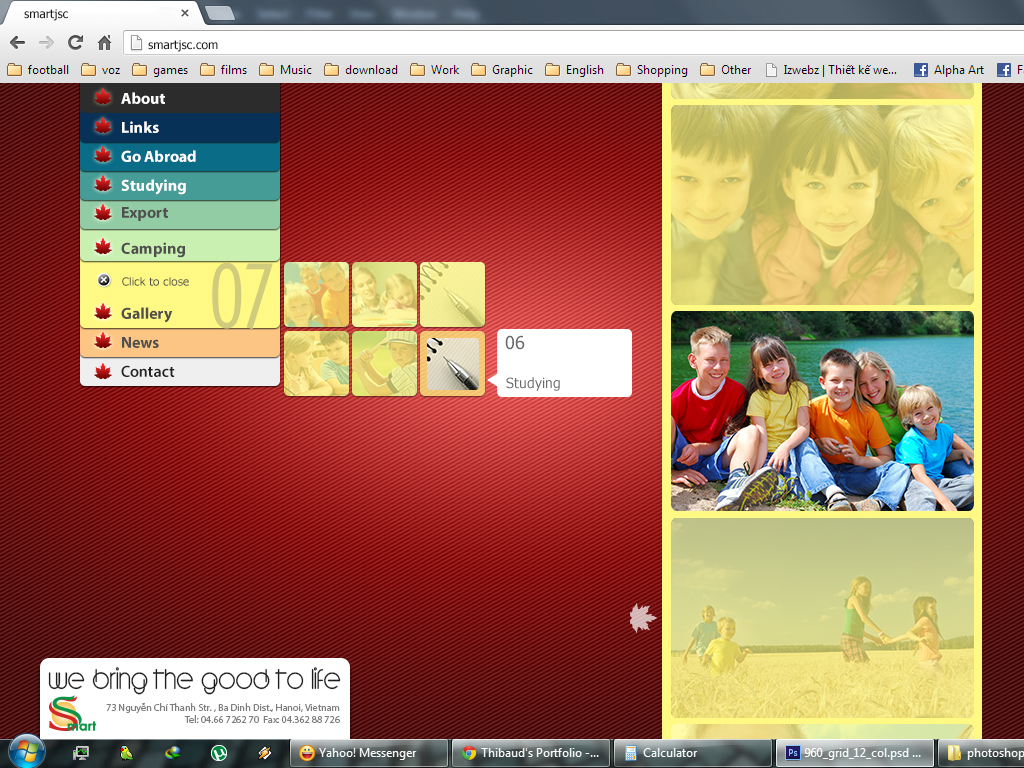 smartjsc
smartjsc.com
football voz games films Music download Work Graphic English Shopping Other Izwebz | Thiết kế we... Alpha Art
About
Links
Go Abroad
Studying
Export
Camping
Click to close
07
Gallery
News
Contact
06
Studying
we bring the good to life
Smart
73 Nguyễn Chí Thanh Str. , Ba Dinh Dist., Hanoi, Vietnam
Tel: 04.66 7262 70 Fax: 04.362 88 726
Yahoo! Messenger Thibaud's Portfolio -... Calculator 960_grid_12_col.psd ... photoshop